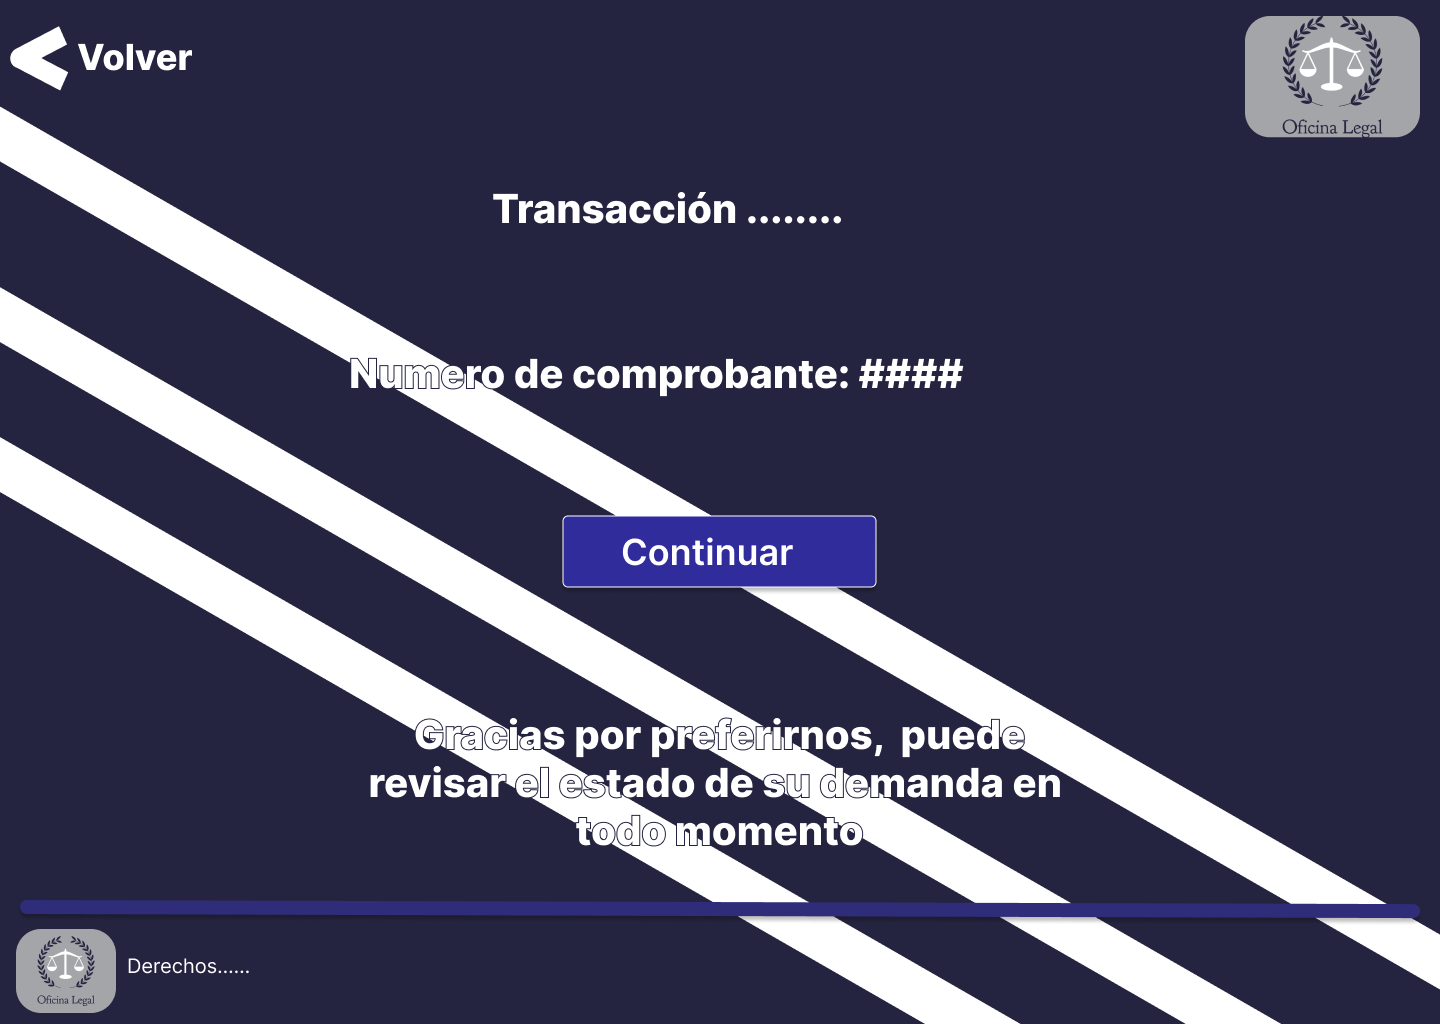 Volver
Oficina Legal
Transacción ........
Numero de comprobante: ####
Continuar
Gracias por preferirnos,  puede
revisar el estado de su demanda en
todo momento
Oficina Legal
Derechos......